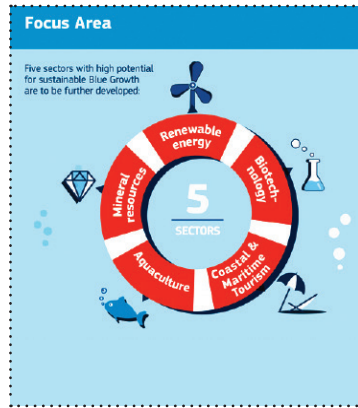 Focus Area
Five sectors with high potential
for sustainable Blue Growth
are to be further developed:
Renewable
energy
Biotech-
nology
Coastal &
Maritime
Tourism
Aquaculture
Mineral
resources
5
SECTORS